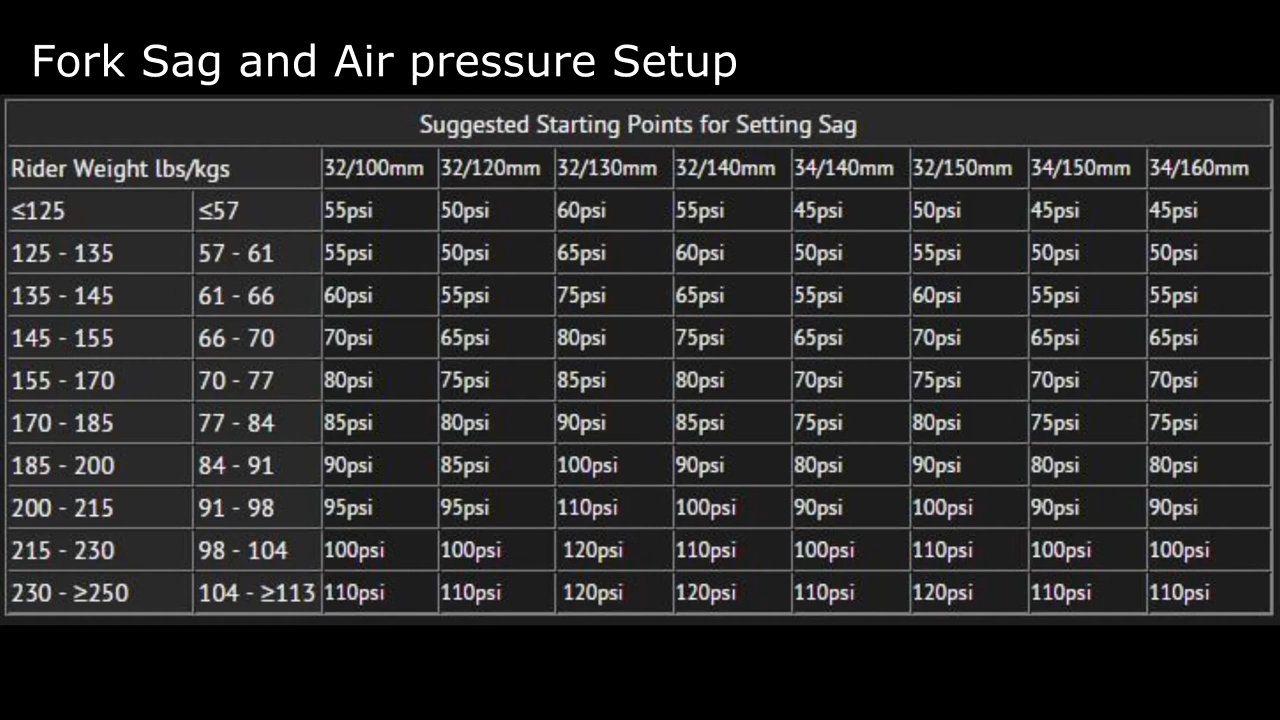 Fork Sag and Air pressure Setup
Suggested Starting Points for Setting Sag
Rider Weight lbs/kgs 32/100mm 32/120mm 32/130mm 32/140mm 34/140mm 32/150mm 34/150mm 34/160mm
≤125 ≤57 55psi 50psi 60psi 55psi 45psi 50psi 45psi 45psi
125 - 135 57 - 61 55psi 50psi 65psi 60psi 50psi 55psi 50psi 50psi
135 - 145 61 - 66 60psi 55psi 75psi 65psi 55psi 60psi 55psi 55psi
145 - 155 66 - 70 70psi 65psi 80psi 75psi 65psi 70psi 65psi 65psi
155 - 170 70 - 77 80psi 75psi 85psi 80psi 70psi 75psi 70psi 70psi
170 - 185 77 - 84 85psi 80psi 90psi 85psi 75psi 80psi 75psi 75psi
185 - 200 84 - 91 90psi 85psi 100psi 90psi 80psi 90psi 80psi 80psi
200 - 215 91 - 98 95psi 95psi 110psi 100psi 90psi 100psi 90psi 90psi
215 - 230 98 - 104 100psi 100psi 120psi 110psi 100psi 110psi 100psi 100psi
230 - ≥250 104 - ≥113 110psi 110psi 120psi 120psi 110psi 120psi 110psi 110psi